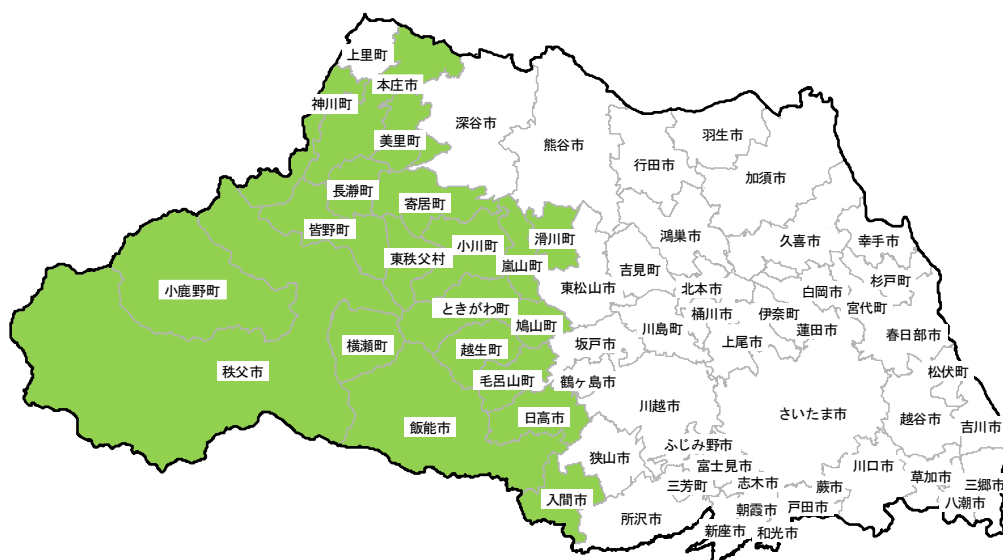 上里町
本庄市
神川町
深谷市
美里町
熊谷市
羽生市
行田市
加須市
長瀞町
寄居町
皆野町
小川町
滑川町
鴻巣市
久喜市
幸手市
東秩父村
嵐山町
吉見町
杉戸町
小鹿野町
東松山市
北本市
白岡市
ときがわ町
桶川市
伊奈町
宮代町
鳩山町
川島町
蓮田市
春日部市
横瀬町
越生町
坂戸市
上尾市
秩父市
毛呂山町
鶴ヶ島市
松伏町
川越市
さいたま市
日高市
越谷市
吉川市
飯能市
ふじみ野市
狭山市
富士見市
川口市
草加市
三芳町
志木市
蕨市
三郷市
入間市
所沢市
朝霞市
戸田市
八潮市
新座市
和光市